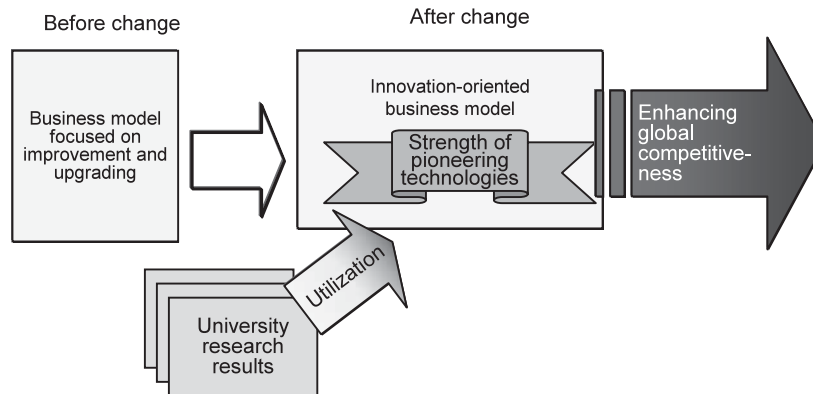 Before change
After change
Business model
focused on
improvement and
upgrading
Innovation-oriented
business model
Strength of
pioneering
technologies
Enhancing
global
competitive-
ness
Utilization
University
research
results